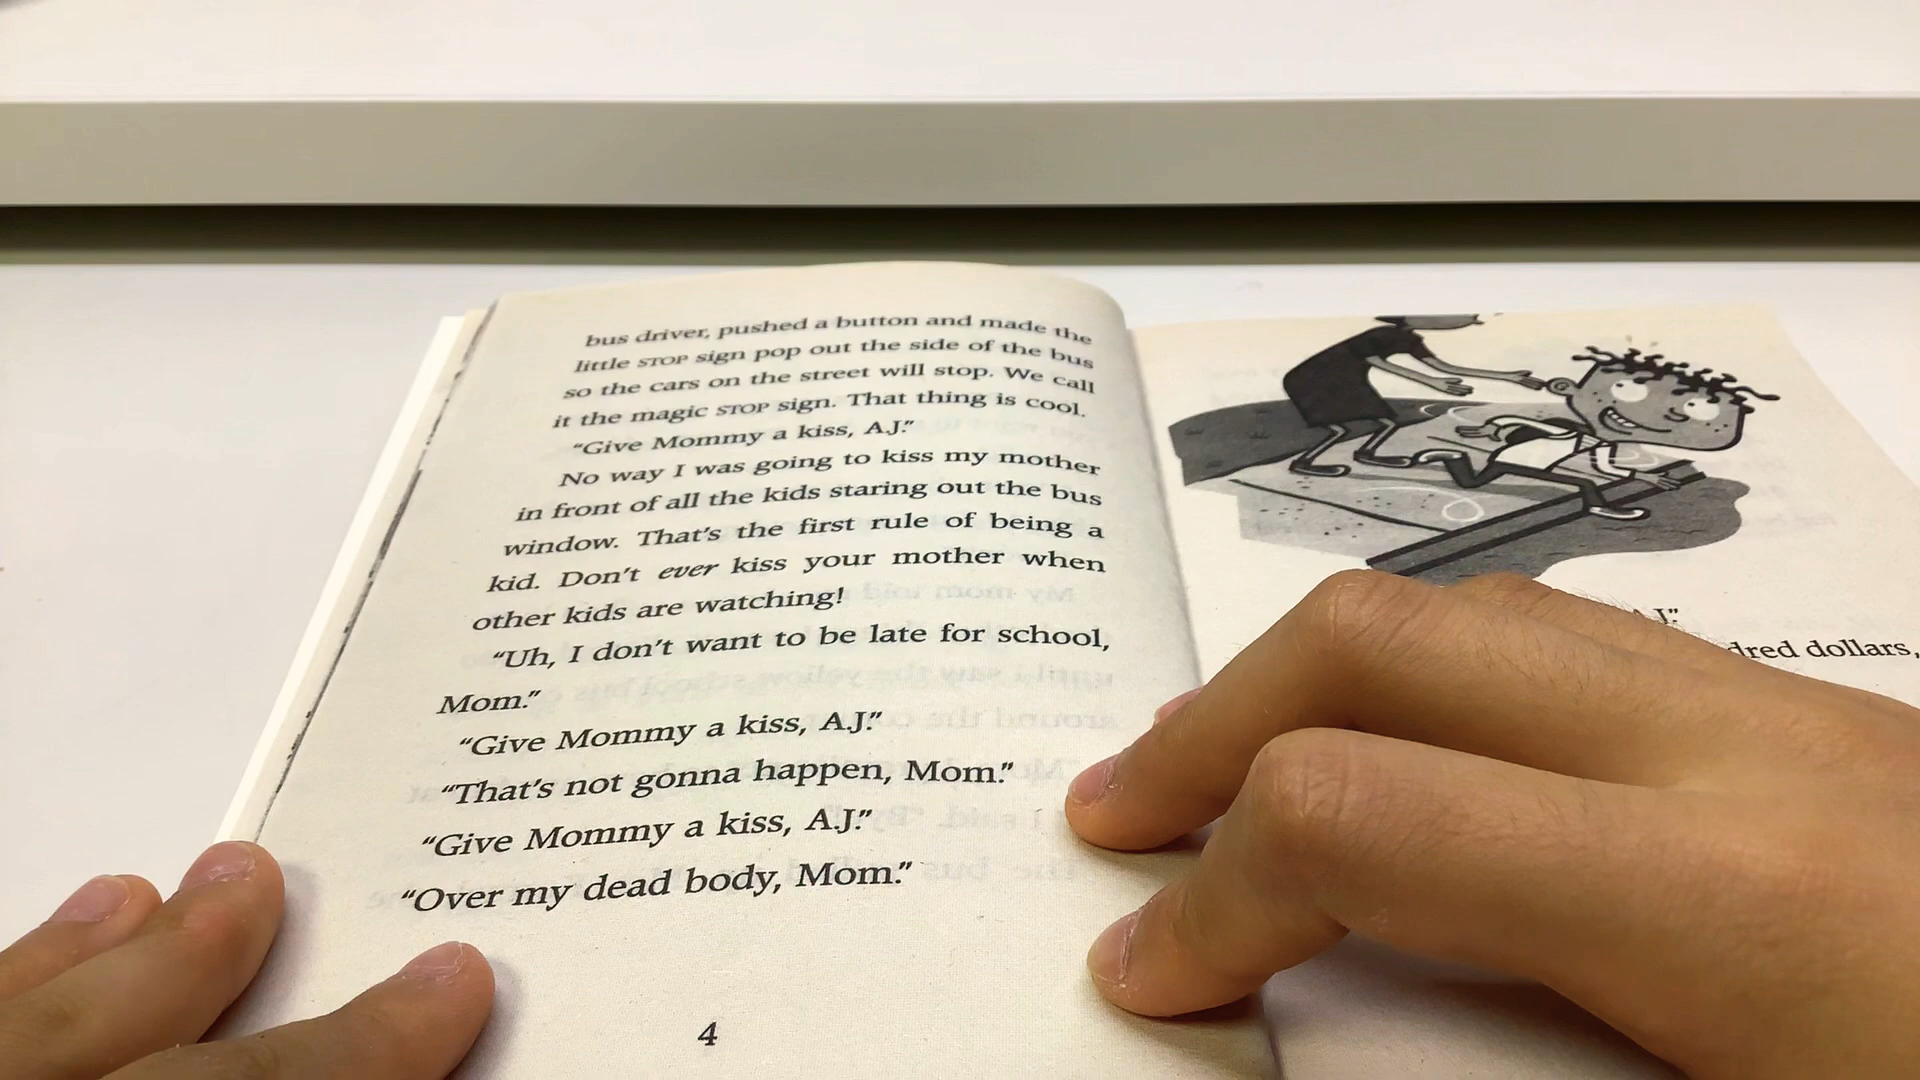 bus driver, pushed a button and made the
little STOP sign pop out the side of the bus
so the cars on the street will stop. We call
it the magic STOP sign. That thing is cool.
“Give Mommy a kiss, A.J.”
No way I was going to kiss my mother
in front of all the kids staring out the bus
window. That’s the first rule of being a
kid. Don’t ever kiss your mother when
other kids are watching!
“Uh, I don’t want to be late for school,
Mom.”
“Give Mommy a kiss, A.J.”
“That’s not gonna happen, Mom.”
“Give Mommy a kiss, A.J.”
“Over my dead body, Mom.”
4
dollars,